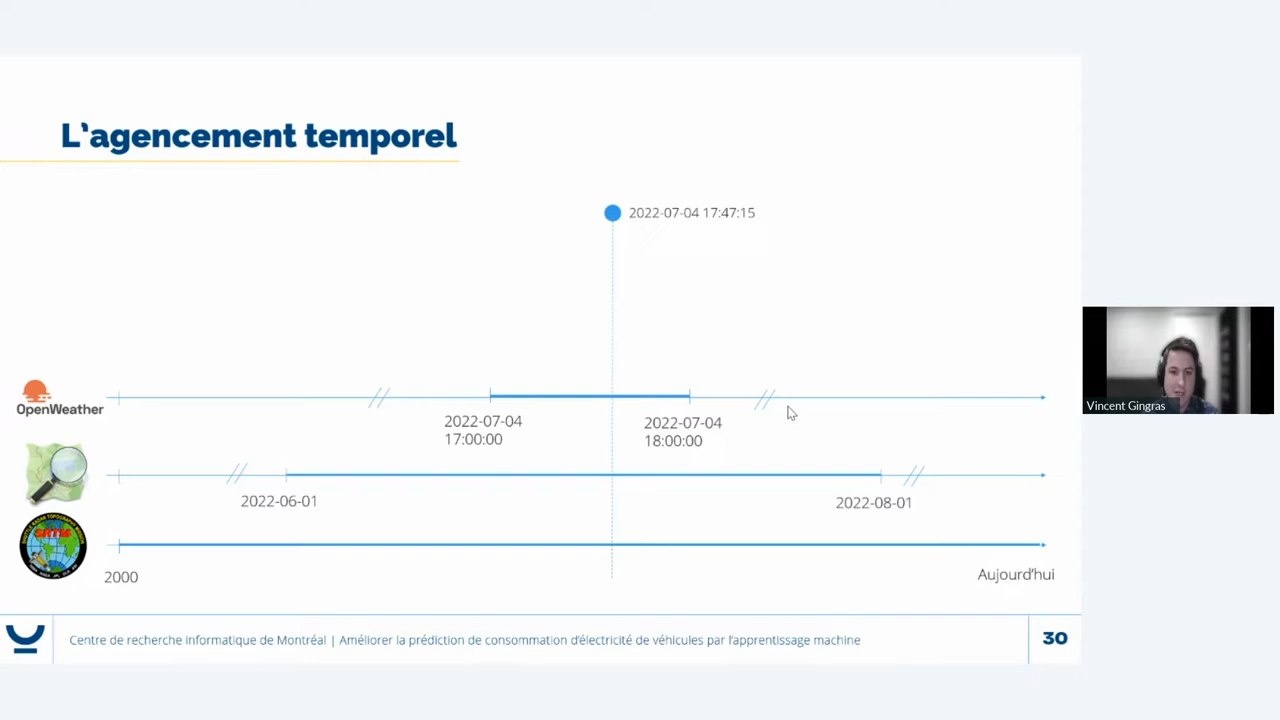 L'agencement temporel
2022-07-04 17:47:15
OpenWeather
2022-07-04
17:00:00
2022-07-04
18:00:00
2022-06-01
2022-08-01
SRTM
2000
Aujourd'hui
Vincent Gingras
Centre de recherche informatique de Montréal | Améliorer la prédiction de consommation d'électricité de véhicules par l'apprentissage machine
30